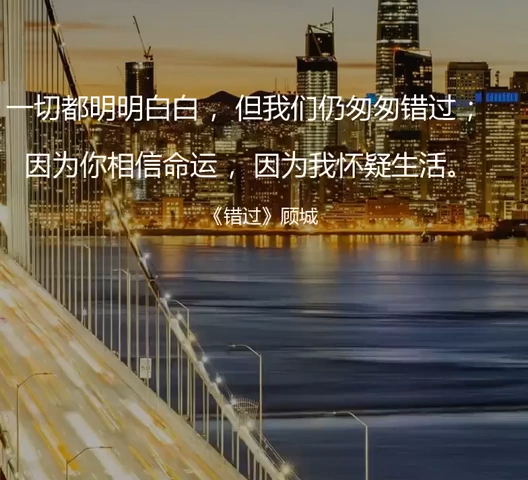 一切都明明白白，但我们仍匆匆错过；
因为你相信命运，因为我怀疑生活。
《错过》顾城